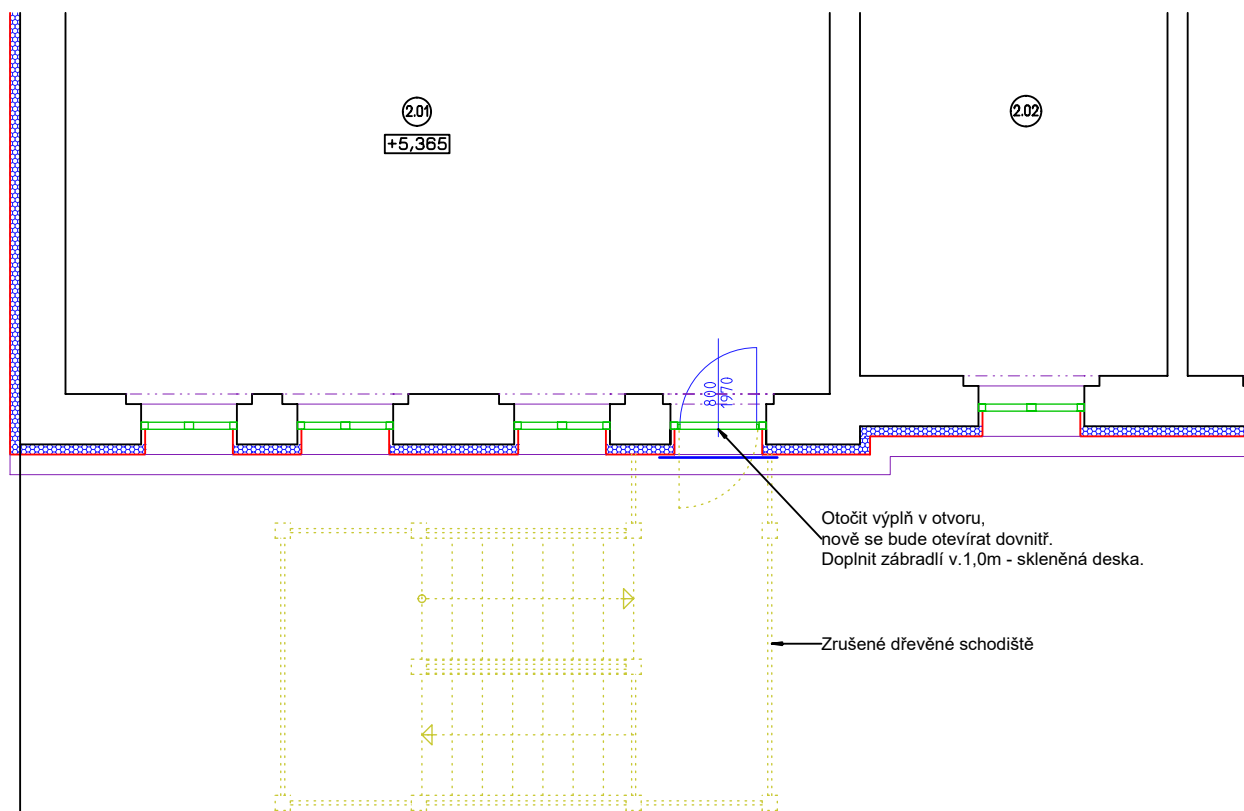 2.01
+5,365
2.02
800
1970
Otočit výplň v otvoru,
nově se bude otevírat dovnitř.
Doplnit zábradlí v.1,0m - skleněná deska.
Zrušené dřevěné schodiště